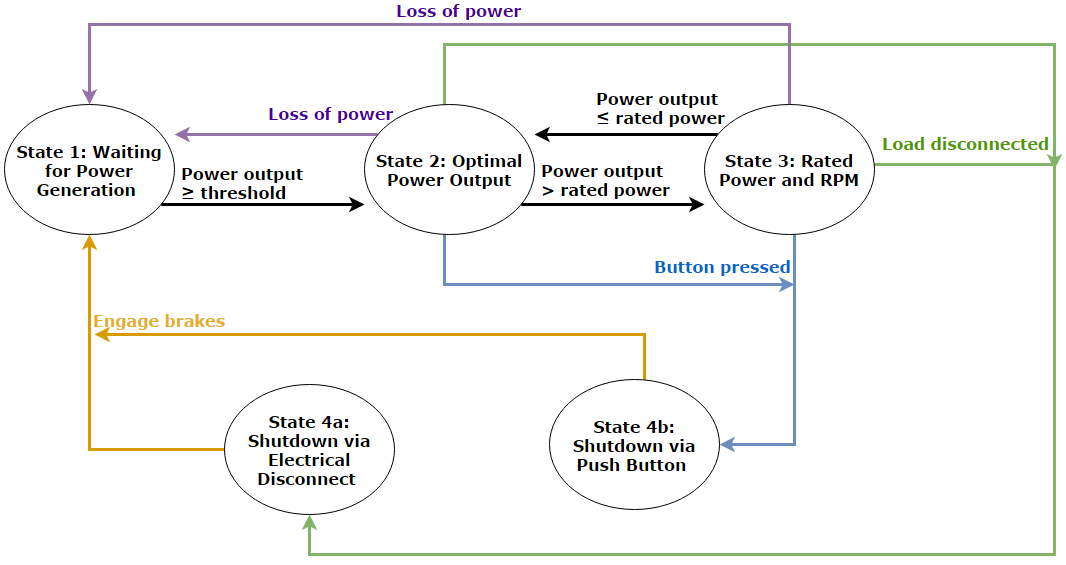 Loss of power
Loss of power
Power output
≤ rated power
Load disconnected
State 1: Waiting
for Power
Generation
Power output
≥ threshold
State 2: Optimal
Power Output
Power output
> rated power
State 3: Rated
Power and RPM
Button pressed
Engage brakes
State 4a:
Shutdown via
Electrical
Disconnect
State 4b:
Shutdown via
Push Button